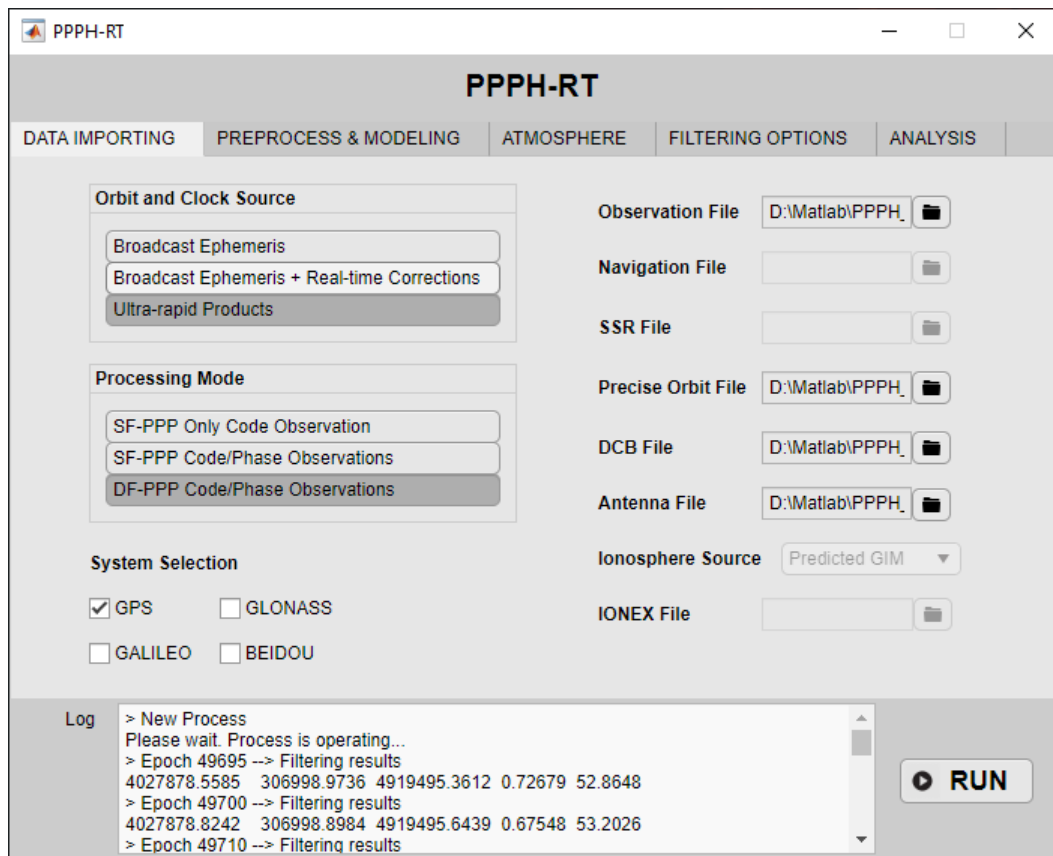 PPPH-RT
PPPH-RT
DATA IMPORTING PREPROCESS & MODELING ATMOSPHERE FILTERING OPTIONS ANALYSIS
Orbit and Clock Source
Broadcast Ephemeris
Broadcast Ephemeris + Real-time Corrections
Ultra-rapid Products
Processing Mode
SF-PPP Only Code Observation
SF-PPP Code/Phase Observations
DF-PPP Code/Phase Observations
System Selection
GPS GLONASS
GALILEO BEIDOU
Observation File D:\Matlab\PPPH_
Navigation File
SSR File
Precise Orbit File D:\Matlab\PPPH_
DCB File D:\Matlab\PPPH_
Antenna File D:\Matlab\PPPH_
Ionosphere Source Predicted GIM
IONEX File
Log
> New Process
Please wait. Process is operating...
> Epoch 49695 --> Filtering results
4027878.5585 306998.9736 4919495.3612 0.72679 52.8648
> Epoch 49700 --> Filtering results
4027878.8242 306998.8984 4919495.6439 0.67548 53.2026
> Epoch 49710 --> Filtering results
RUN